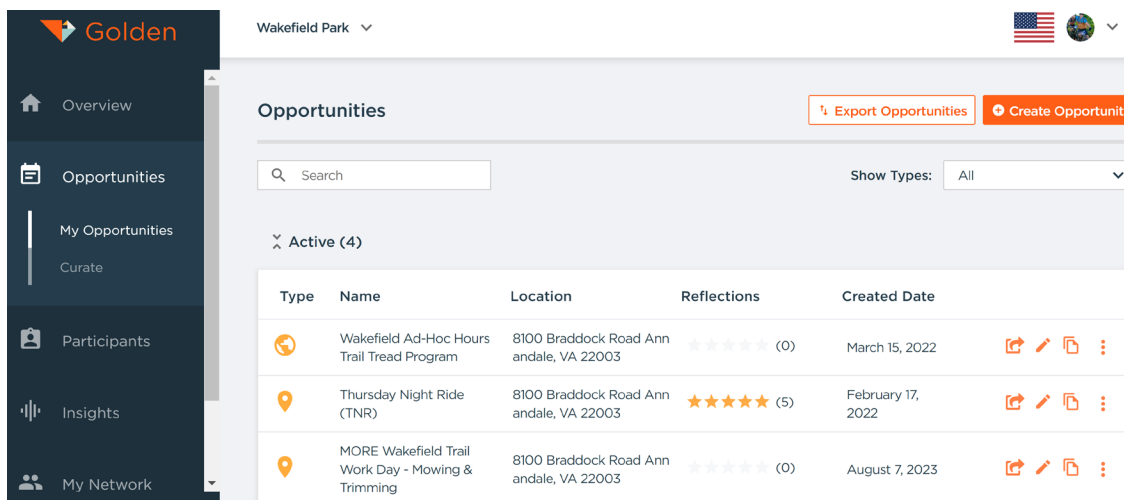 Golden
Wakefield Park
Overview
Opportunities
My Opportunities
Curate
Participants
Insights
My Network
Opportunities
Export Opportunities
Create Opportunit
Search
Show Types:
All
Active (4)
Type Name Location Reflections Created Date
Wakefield Ad-Hoc Hours
Trail Tread Program
8100 Braddock Road Ann
andale, VA 22003
(0)
March 15, 2022
Thursday Night Ride
(TNR)
8100 Braddock Road Ann
andale, VA 22003
(5)
February 17,
2022
MORE Wakefield Trail
Work Day - Mowing &
Trimming
8100 Braddock Road Ann
andale, VA 22003
(0)
August 7, 2023